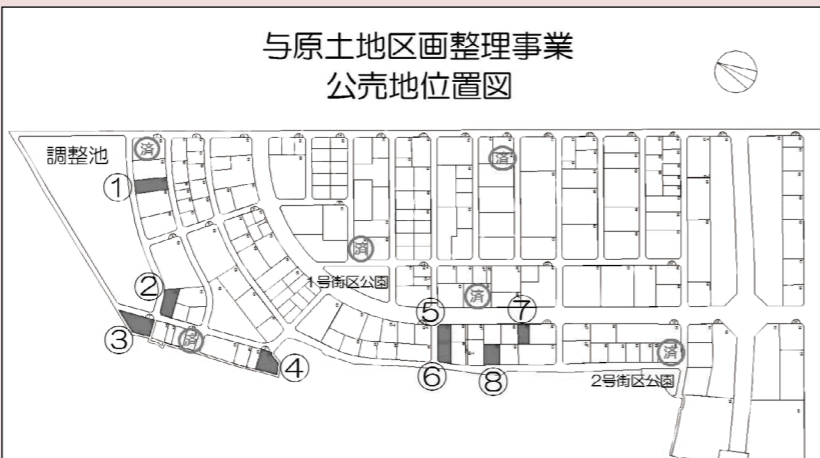 与原土地区画整理事業
公売地位置図
調整池
済
済
①
済
②
1号街区公園
済
⑤
⑦
③
済
④
⑥
⑧
済
2号街区公園